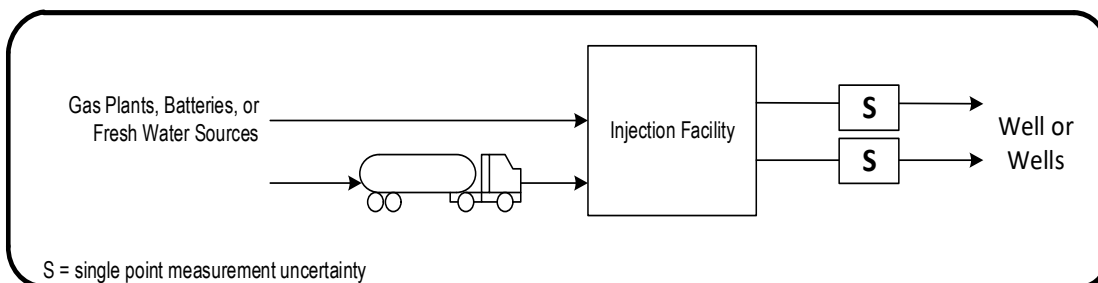 Gas Plants, Batteries, or
Fresh Water Sources
Injection Facility
S
S
Well or
Wells
S = single point measurement uncertainty